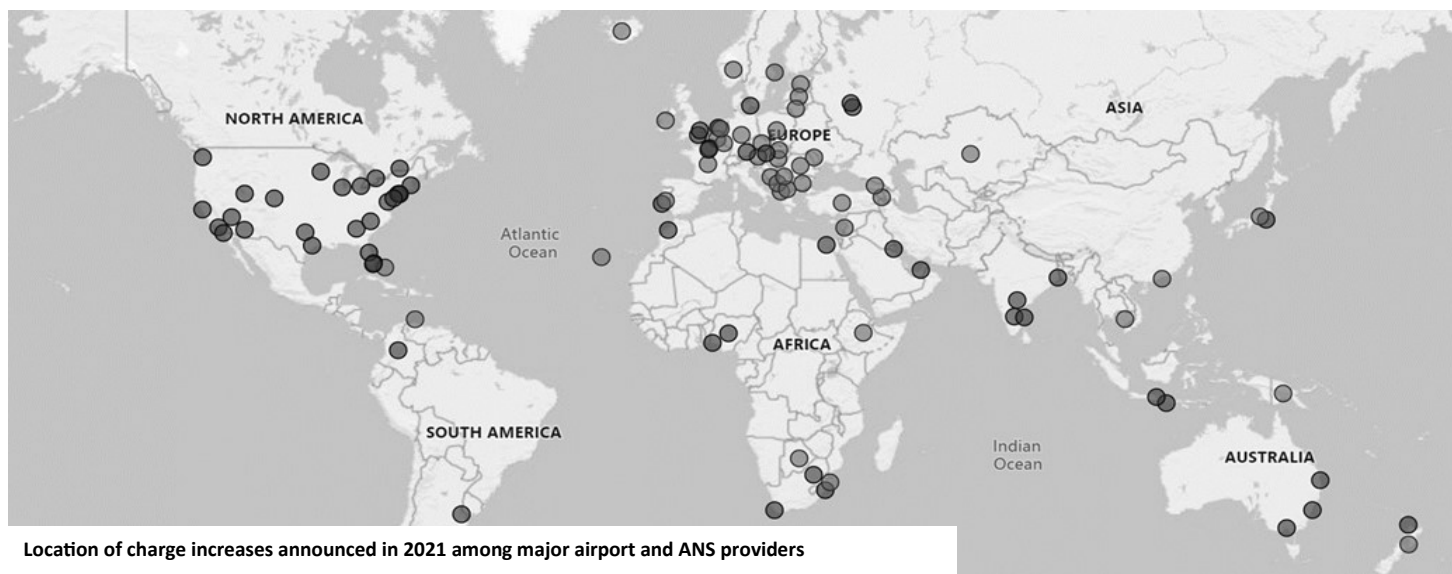 NORTH AMERICA
ASIA
EUROPE
Atlantic
Ocean
AFRICA
SOUTH AMERICA
Indian
Ocean
AUSTRALIA
Location of charge increases announced in 2021 among major airport and ANS providers